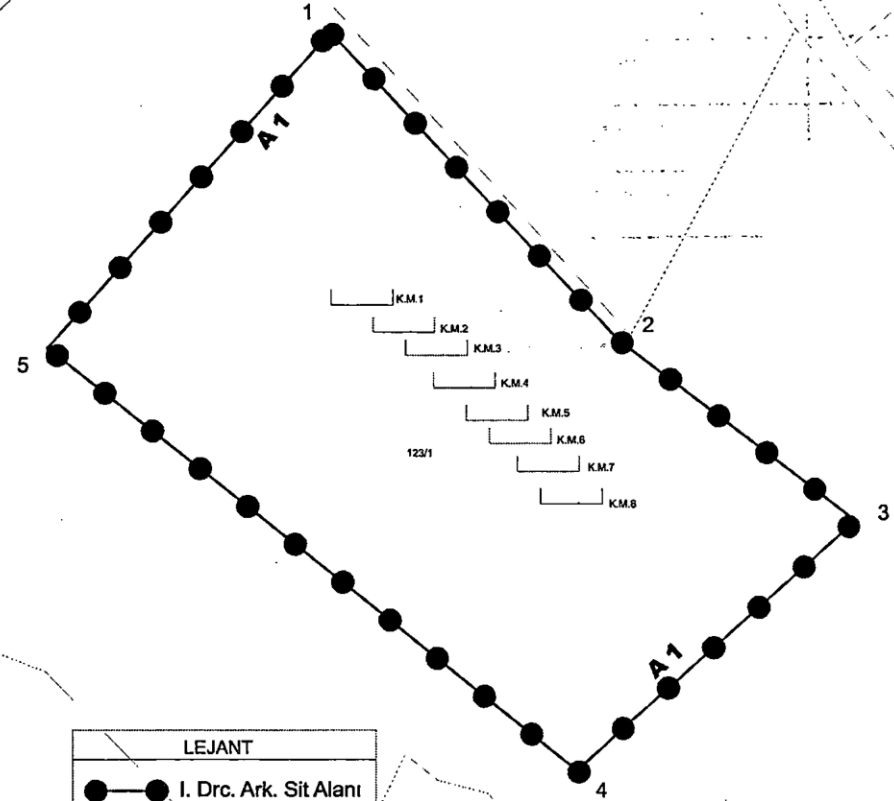 1
A 1
K.M.1
K.M.2
2
K.M.3
5
K.M.4
K.M.5
K.M.6
123/1
K.M.7
K.M.8
3
A 1
LEJANT
I. Drc. Ark. Sit Alanı
4